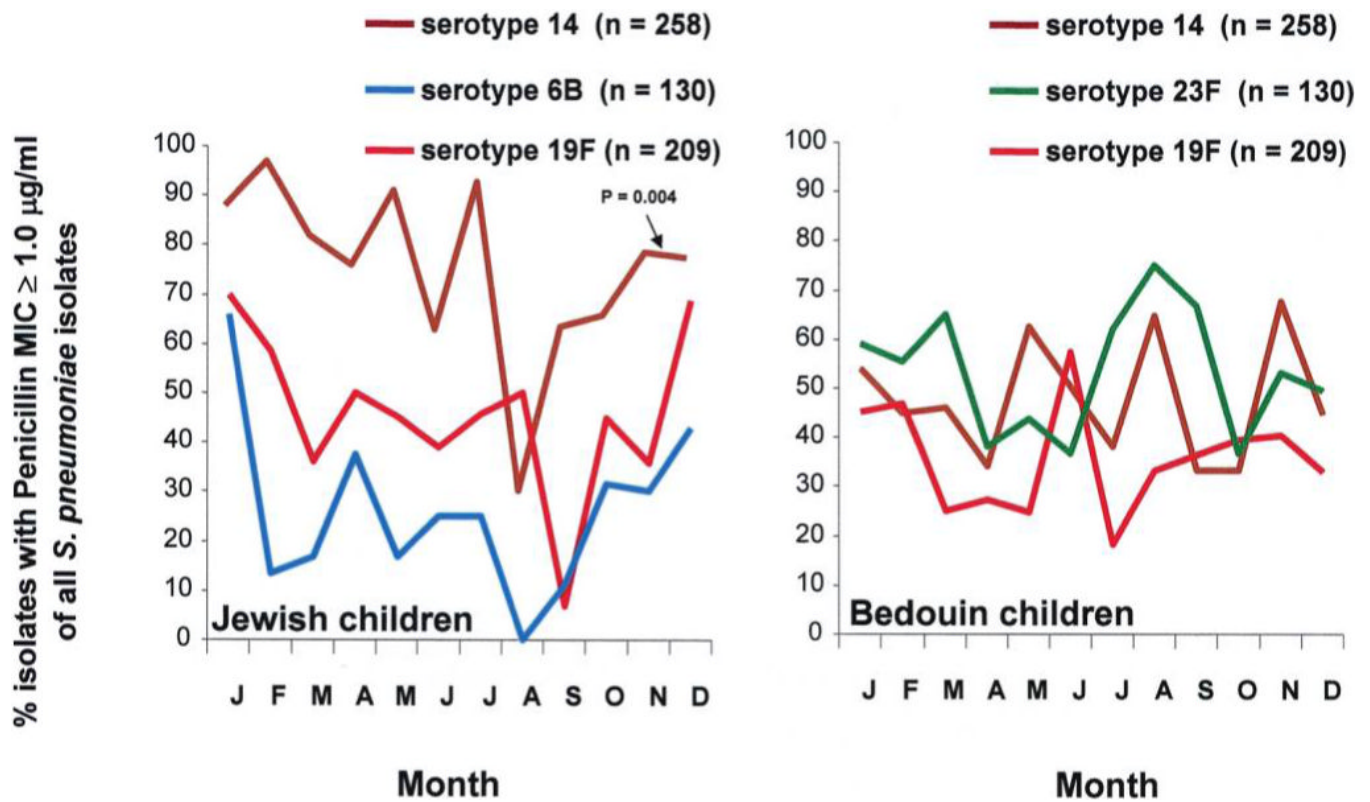 % isolates with Penicillin MIC ≥ 1.0 µg/ml
of all S. pneumoniae isolates
serotype 14 (n = 258)
serotype 6B (n = 130)
serotype 19F (n = 209)
100
90
80
70
60
50
40
30
20
10
0
P = 0.004
Jewish children
J F M A M J J A S O N D
Month
serotype 14 (n = 258)
serotype 23F (n = 130)
serotype 19F (n = 209)
100
90
80
70
60
50
40
30
20
10
0
Bedouin children
J F M A M J J A S O N D
Month